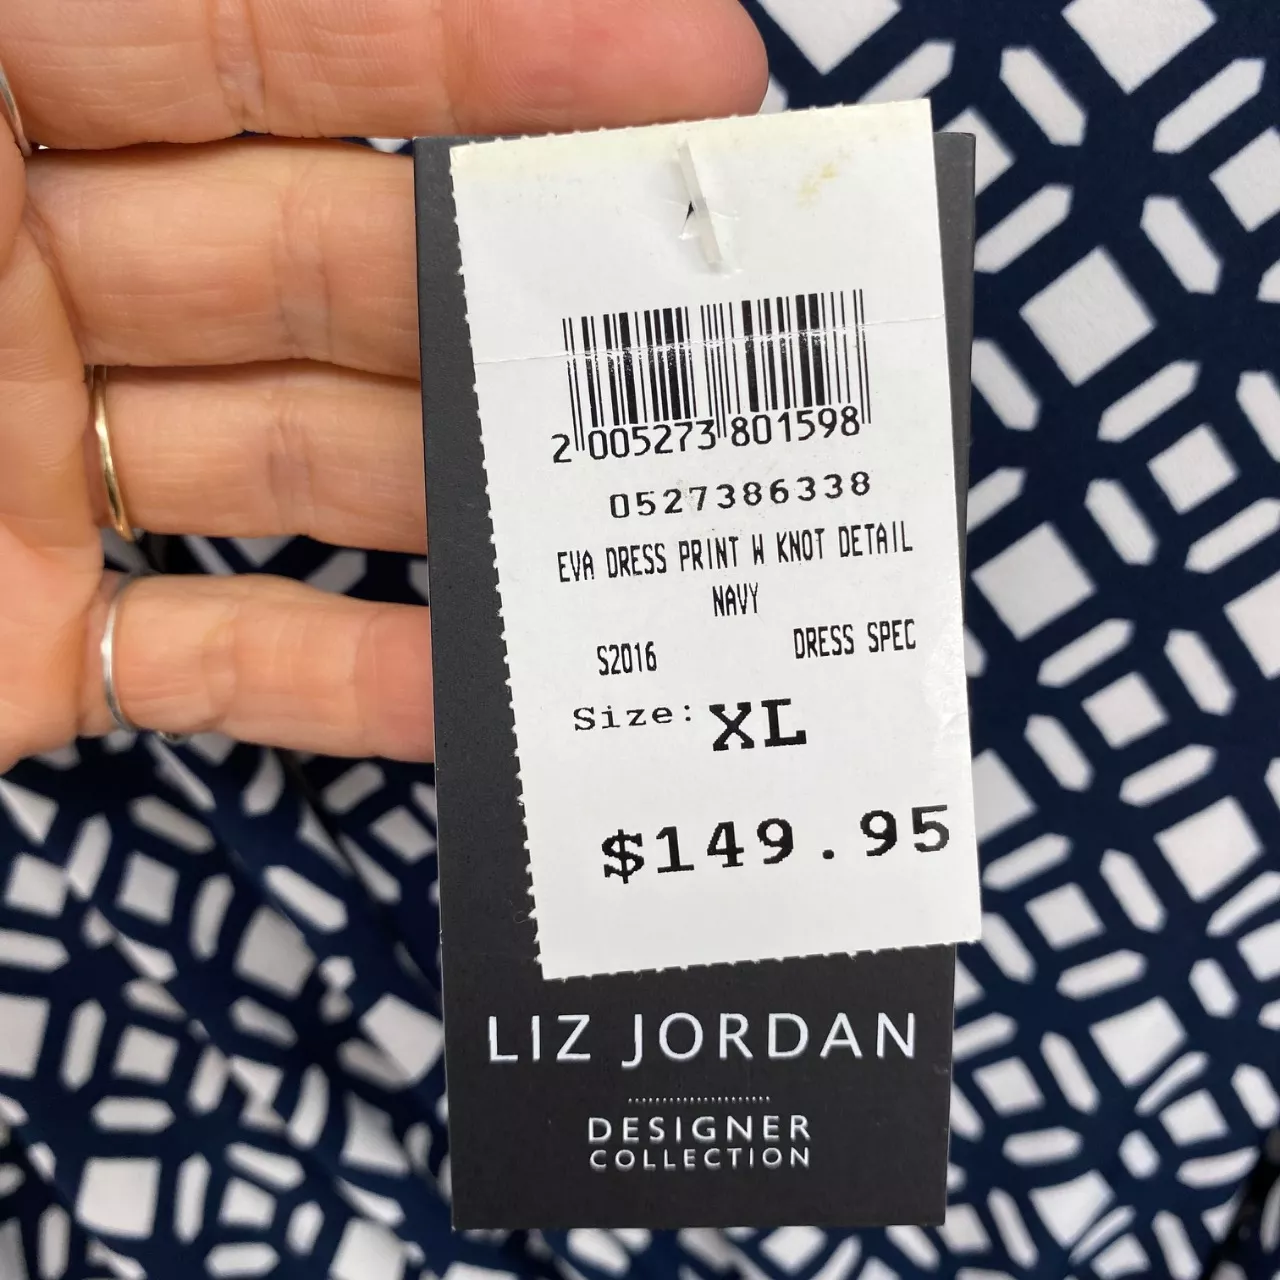 2 005273 801598
0527386338
EVA DRESS PRINT W KNOT DETAIL
NAVY
S2016 DRESS SPEC
Size: XL
$149.95
LIZ JORDAN
DESIGNER
COLLECTION